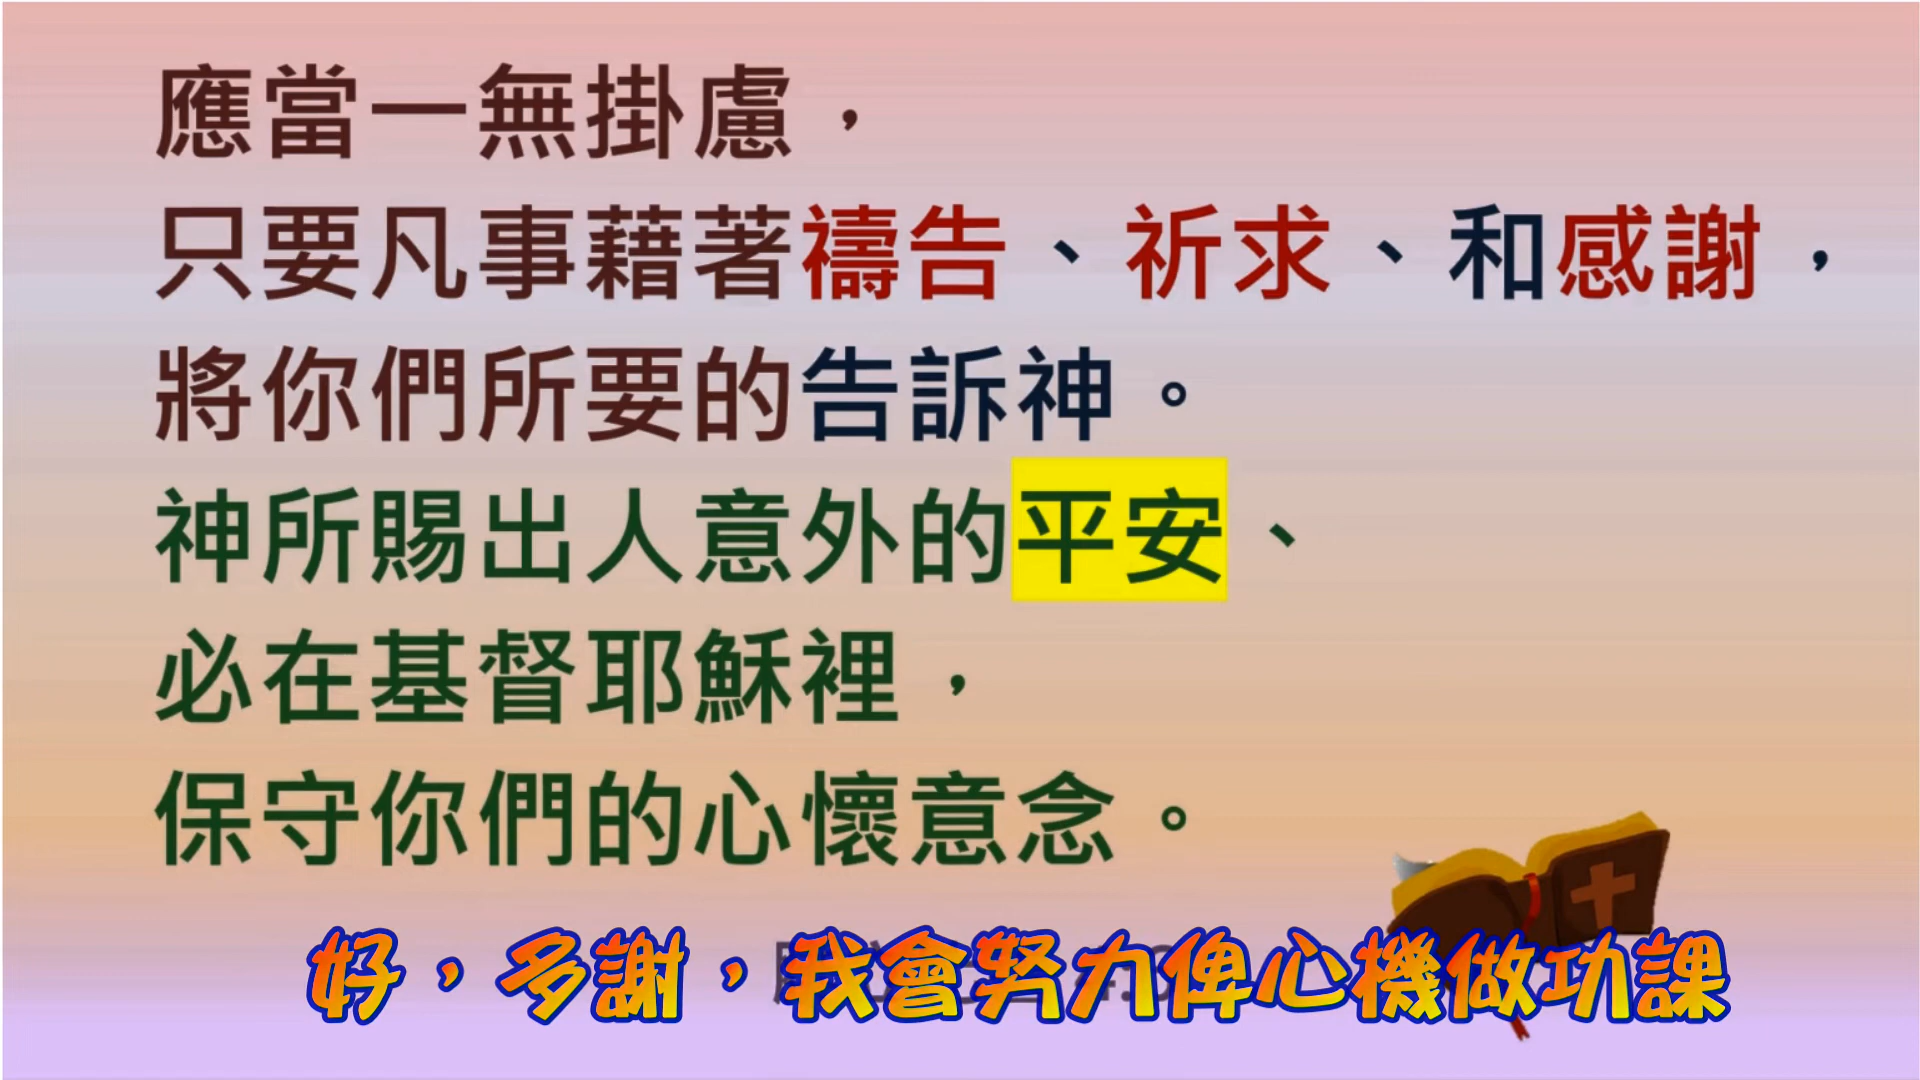 應當一無掛慮，
只要凡事藉著禱告、祈求、和感謝，
將你們所要的告訴神。
神所賜出人意外的平安、
必在基督耶穌裡，
保守你們的心懷意念。
好，多謝，我會努力俾心機做功課